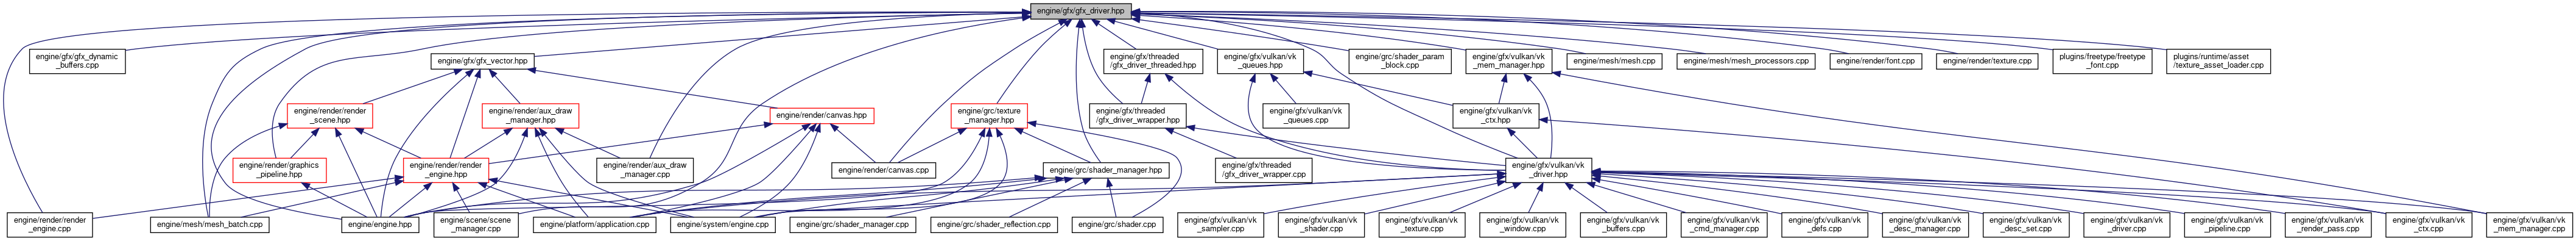 engine/gfx/gfx_driver.hpp
engine/gfx/gfx_dynamic
_buffers.cpp
engine/gfx/gfx_vector.hpp
engine/gfx/threaded
/gfx_driver_threaded.hpp
engine/gfx/vulkan/vk
_queues.hpp
engine/grc/shader_param
_block.cpp
engine/gfx/vulkan/vk
_mem_manager.hpp
engine/mesh/mesh.cpp
engine/mesh/mesh_processors.cpp
engine/render/font.cpp
engine/render/texture.cpp
plugins/freetype/freetype
_font.cpp
plugins/runtime/asset
/texture_asset_loader.cpp
engine/render/render
_scene.hpp
engine/render/aux_draw
_manager.hpp
engine/render/canvas.hpp
engine/grc/texture
_manager.hpp
engine/gfx/threaded
/gfx_driver_wrapper.hpp
engine/gfx/vulkan/vk
_queues.cpp
engine/gfx/vulkan/vk
_ctx.hpp
engine/render/graphics
_pipeline.hpp
engine/render/render
_engine.hpp
engine/render/aux_draw
_manager.cpp
engine/render/canvas.cpp
engine/grc/shader_manager.hpp
engine/gfx/threaded
/gfx_driver_wrapper.cpp
engine/gfx/vulkan/vk
_driver.hpp
engine/render/render
_engine.cpp
engine/mesh/mesh_batch.cpp
engine/engine.hpp
engine/scene/scene
_manager.cpp
engine/platform/application.cpp
engine/system/engine.cpp
engine/grc/shader_manager.cpp
engine/grc/shader_reflection.cpp
engine/grc/shader.cpp
engine/gfx/vulkan/vk
_sampler.cpp
engine/gfx/vulkan/vk
_shader.cpp
engine/gfx/vulkan/vk
_texture.cpp
engine/gfx/vulkan/vk
_window.cpp
engine/gfx/vulkan/vk
_buffers.cpp
engine/gfx/vulkan/vk
_cmd_manager.cpp
engine/gfx/vulkan/vk
_defs.cpp
engine/gfx/vulkan/vk
_desc_manager.cpp
engine/gfx/vulkan/vk
_desc_set.cpp
engine/gfx/vulkan/vk
_driver.cpp
engine/gfx/vulkan/vk
_pipeline.cpp
engine/gfx/vulkan/vk
_render_pass.cpp
engine/gfx/vulkan/vk
_ctx.cpp
engine/gfx/vulkan/vk
_mem_manager.cpp